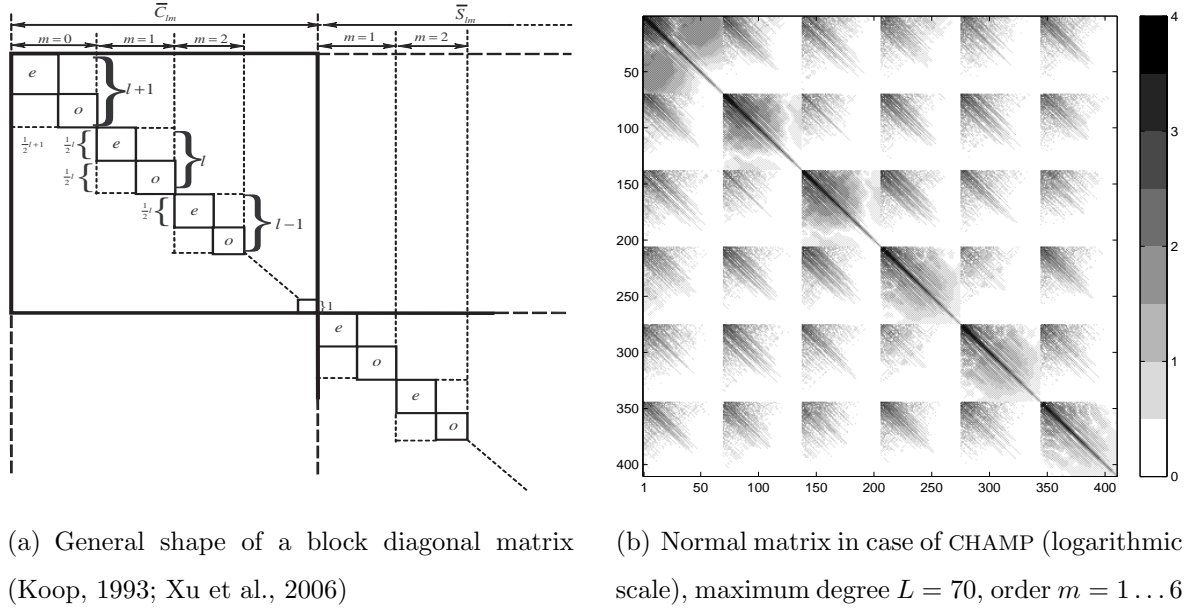 C̅lm S̅lm
m=0 m=1 m=2 m=1 m=2
e
l+1
o
½l+1 ½l e
l
½l o
½l e
l−1
o
}1
e
o
e
o
50
100
150
200
250
300
350
400
1 50 100 150 200 250 300 350 400
4
3
2
1
0
(a) General shape of a block diagonal matrix
(Koop, 1993; Xu et al., 2006)
(b) Normal matrix in case of CHAMP (logarithmic
scale), maximum degree L = 70, order m = 1 . . . 6